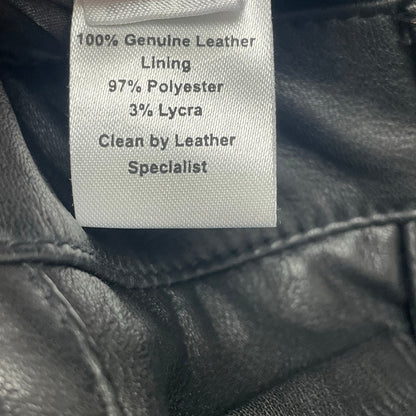 100% Genuine Leather
Lining
97% Polyester
3% Lycra
Clean by Leather
Specialist